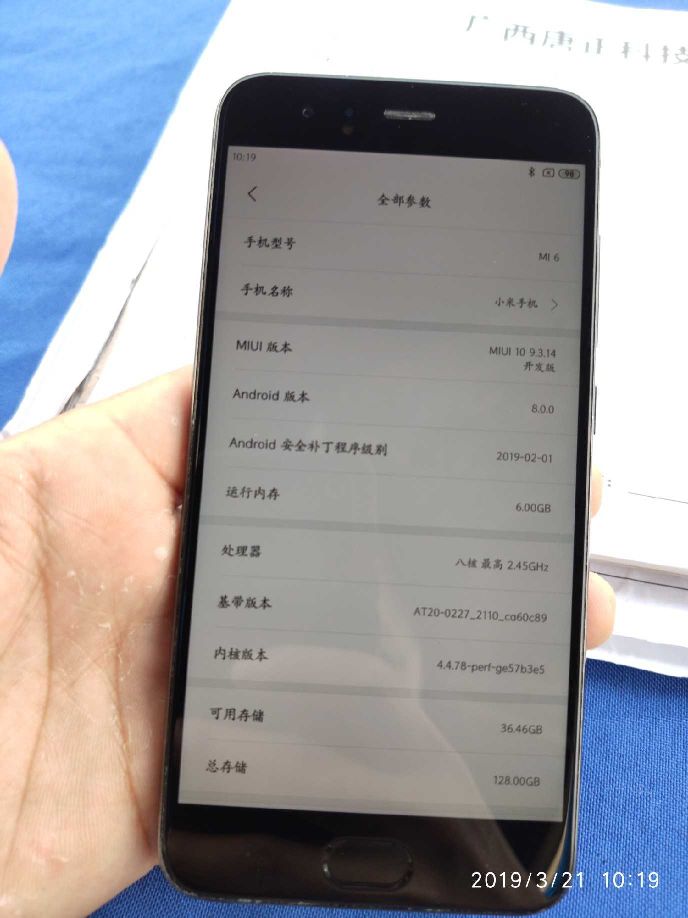 广西唐正科技
10:19
98
全部参数
手机型号
MI 6
手机名称
小米手机
MIUI 版本
MIUI 10 9.3.14
开发版
Android 版本
8.0.0
Android 安全补丁程序级别
2019-02-01
运行内存
6.00GB
处理器
八核 最高 2.45GHz
基带版本
AT20-0227_2110_ca60c89
内核版本
4.4.78-perf-ge57b3e5
可用存储
36.46GB
总存储
128.00GB
2019/3/21 10:19